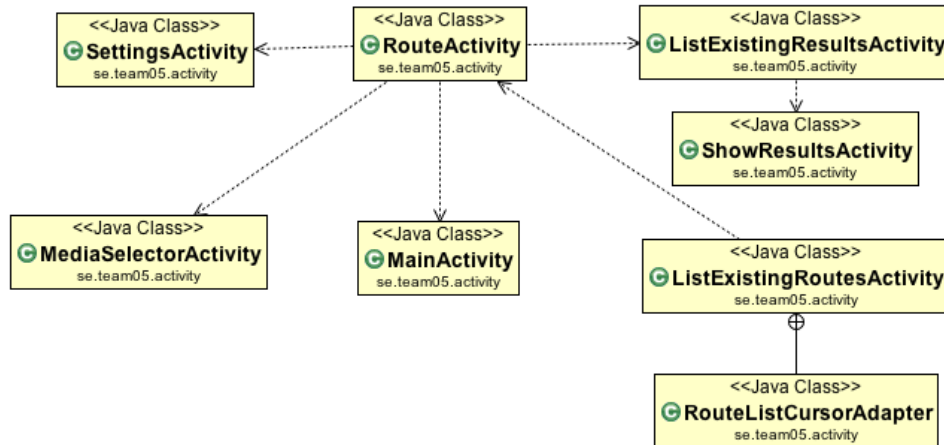 <<Java Class>>
SettingsActivity
se.team05.activity
<<Java Class>>
RouteActivity
se.team05.activity
<<Java Class>>
ListExistingResultsActivity
se.team05.activity
<<Java Class>>
ShowResultsActivity
se.team05.activity
<<Java Class>>
MediaSelectorActivity
se.team05.activity
<<Java Class>>
MainActivity
se.team05.activity
<<Java Class>>
ListExistingRoutesActivity
se.team05.activity
<<Java Class>>
RouteListCursorAdapter
se.team05.activity